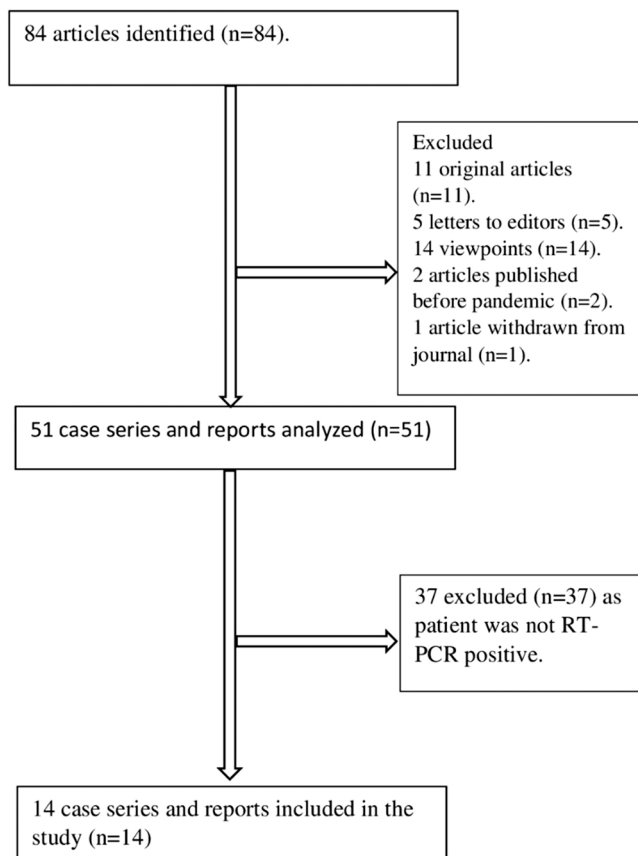 84 articles identified (n=84).
Excluded
11 original articles
(n=11).
5 letters to editors (n=5).
14 viewpoints (n=14).
2 articles published
before pandemic (n=2).
1 article withdrawn from
journal (n=1).
51 case series and reports analyzed (n=51)
37 excluded (n=37) as
patient was not RT-
PCR positive.
14 case series and reports included in the
study (n=14)